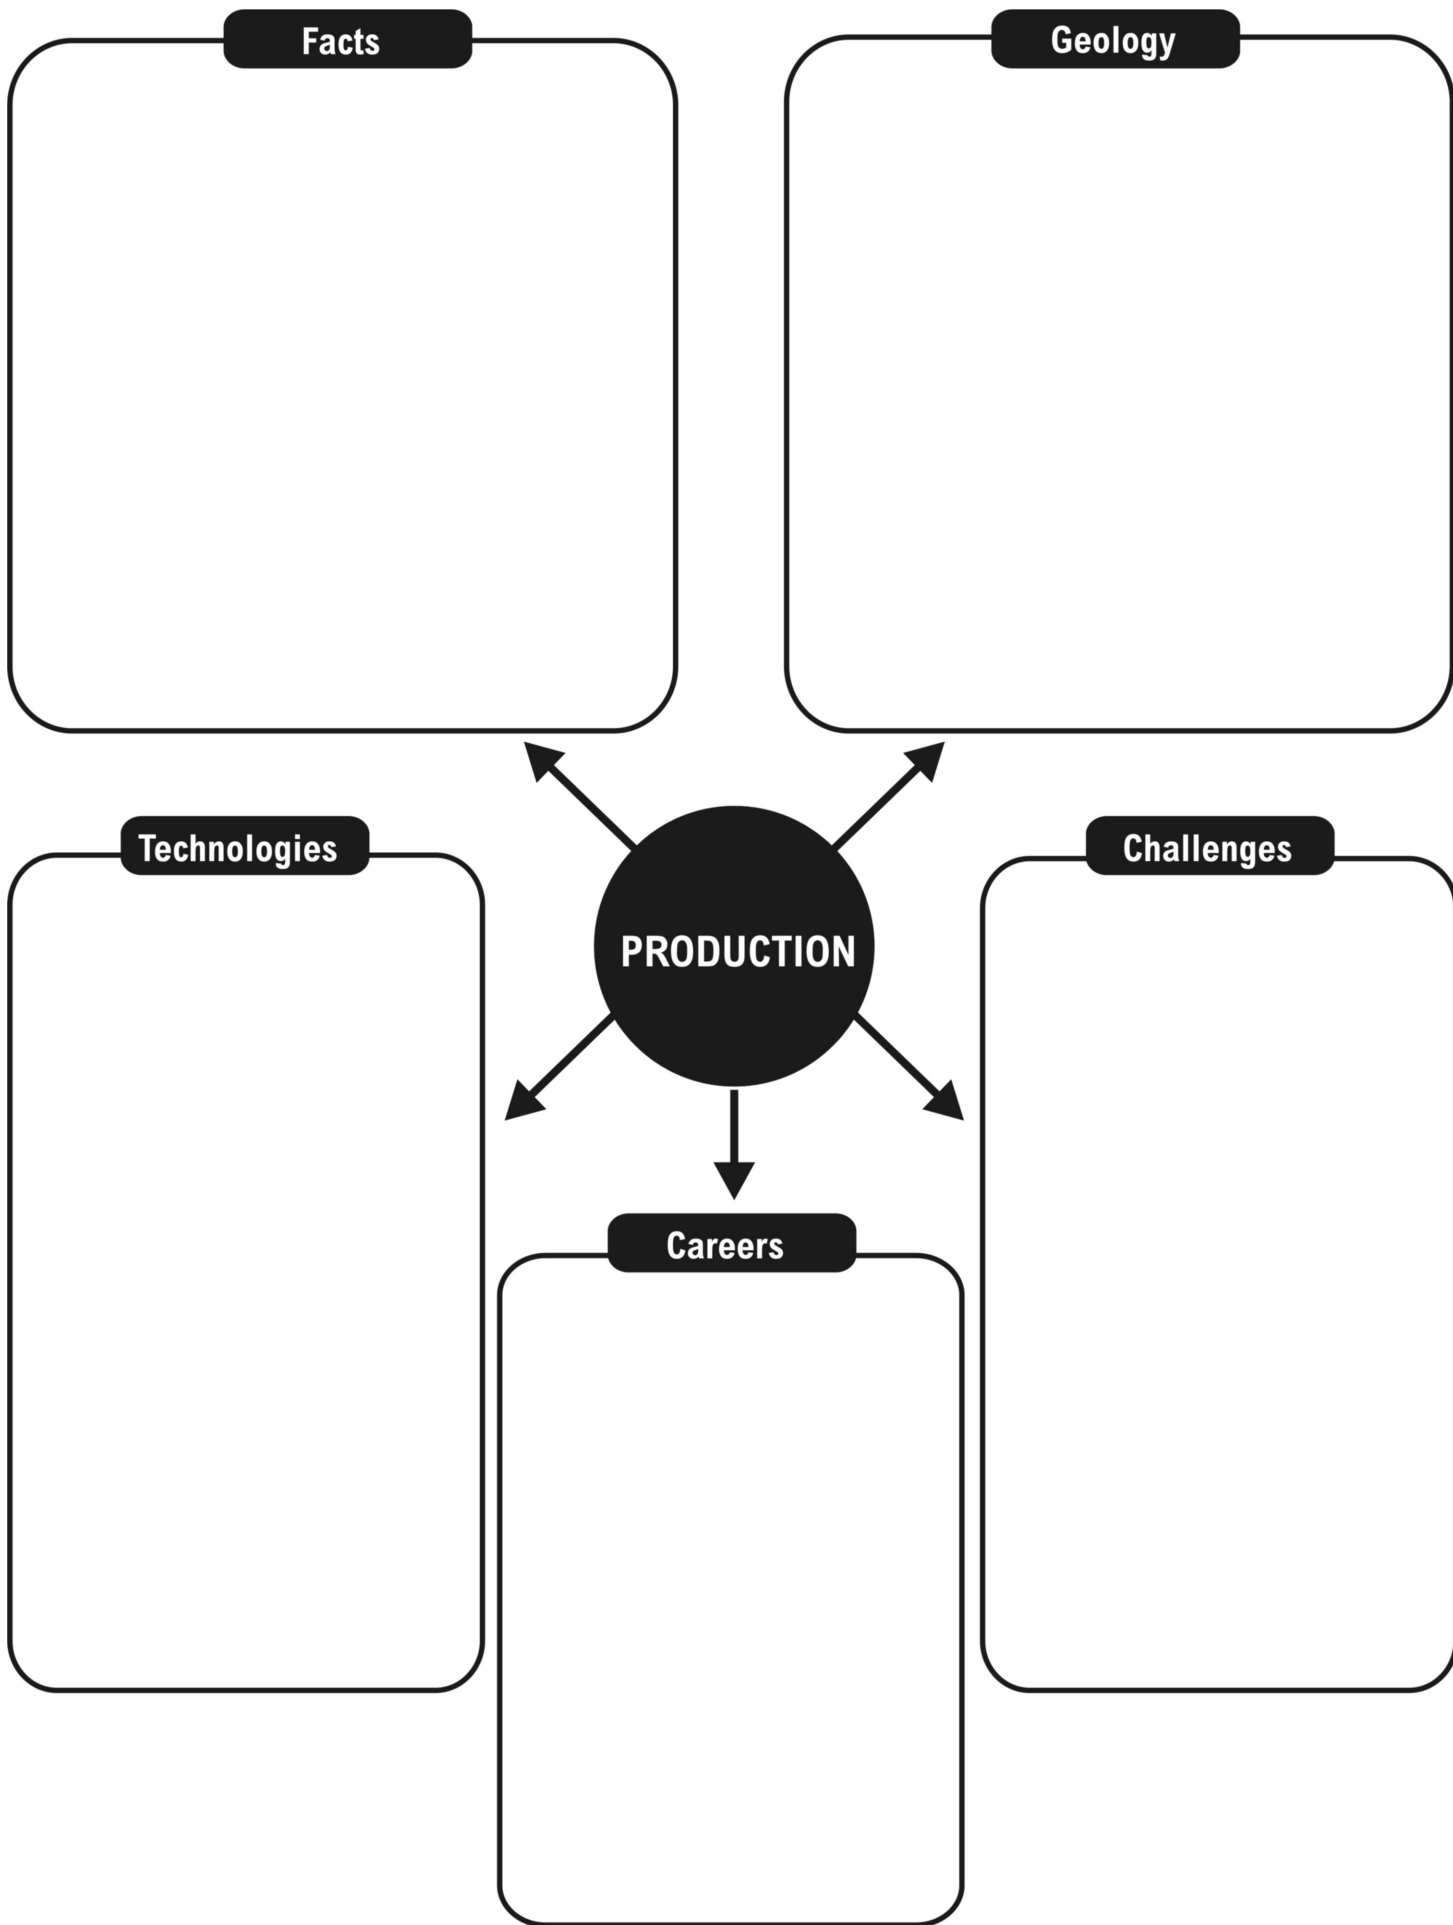 Facts
Geology
Technologies
Challenges
PRODUCTION
Careers